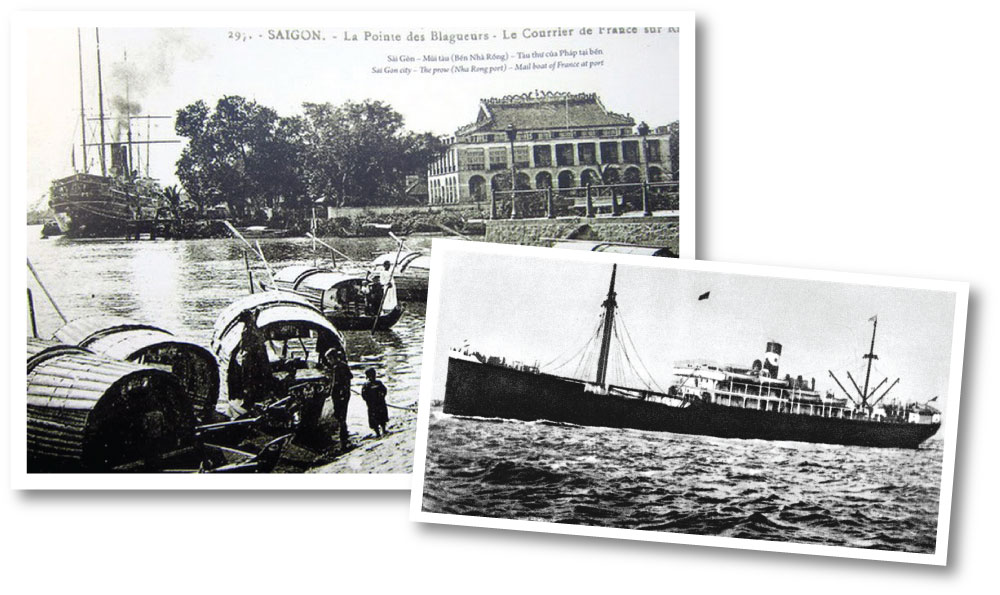 297. - SAIGON. - La Pointe des Blagueurs - Le Courrier de France sur
Sài Gòn – Mũi tàu (Bến Nhà Rồng) – Tàu thư của Pháp tại bến
Sai Gon city – The prow (Nha Rong port) – Mail boat of France at port